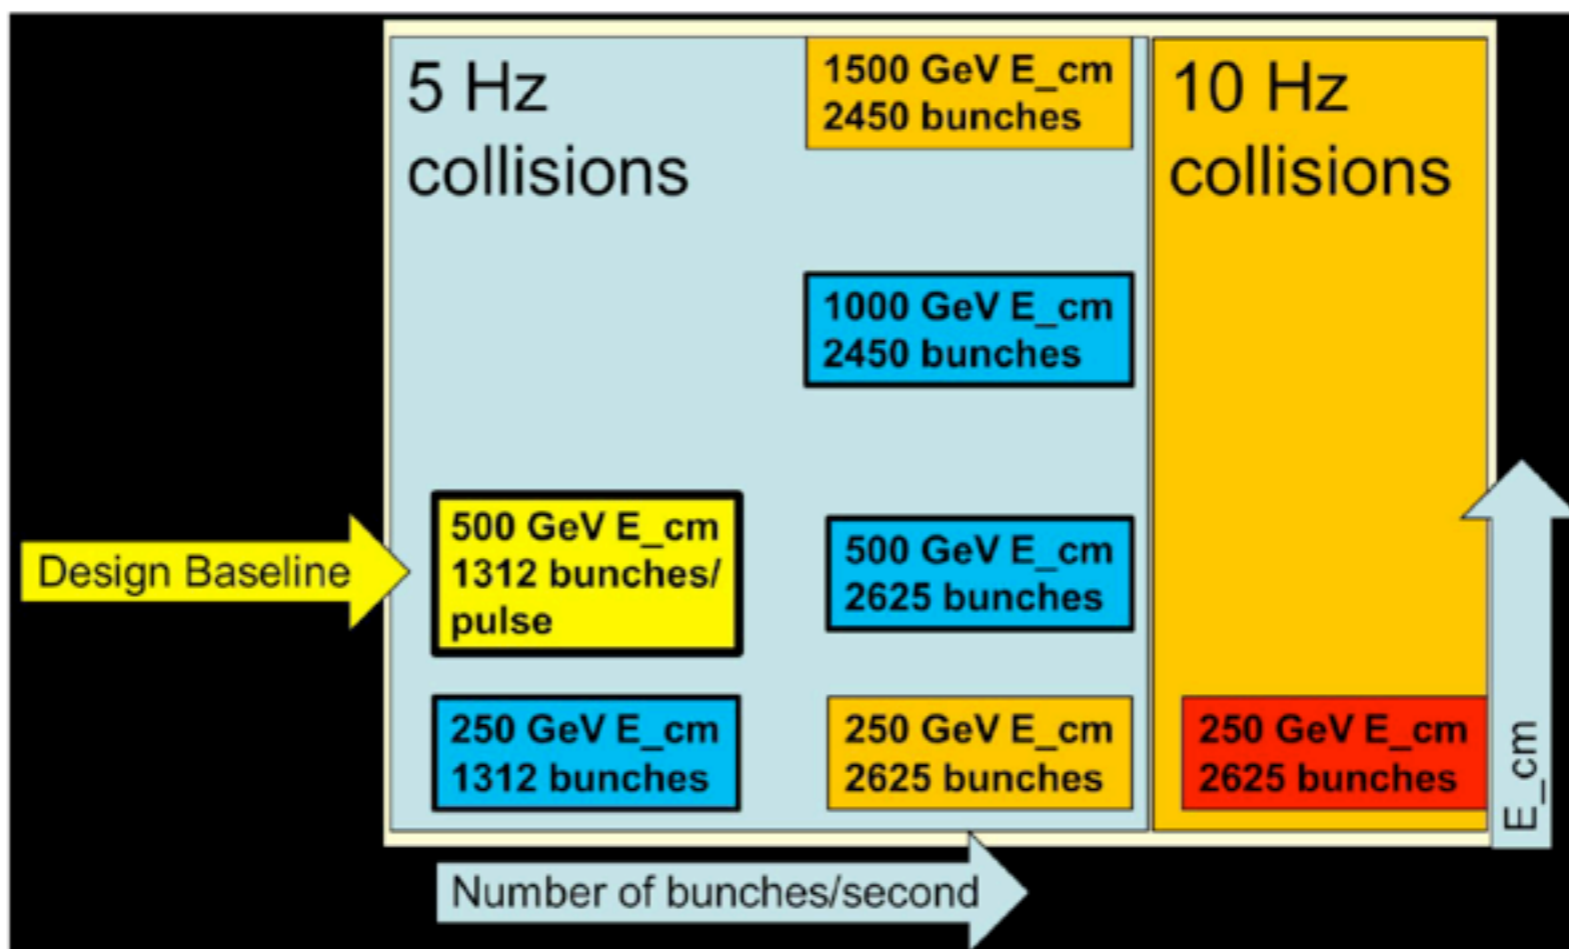 5 Hz
collisions
1500 GeV E_cm
2450 bunches
10 Hz
collisions
1000 GeV E_cm
2450 bunches
Design Baseline
500 GeV E_cm
1312 bunches/
pulse
500 GeV E_cm
2625 bunches
250 GeV E_cm
1312 bunches
250 GeV E_cm
2625 bunches
250 GeV E_cm
2625 bunches
E_cm
Number of bunches/second